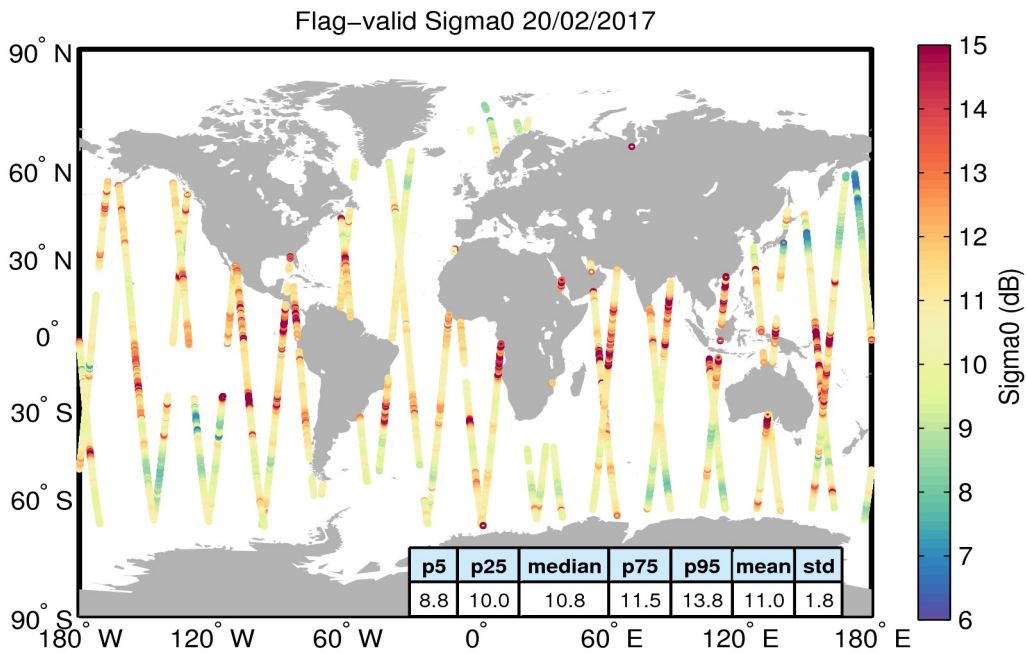 Flag−valid Sigma0 20/02/2017
90° N
60° N
30° N
0°
30° S
60° S
90° S
180° W
120° W
60° W
0°
60° E
120° E
180° E
p5 p25 median p75 p95 mean std
8.8 10.0 10.8 11.5 13.8 11.0 1.8
15
14
13
12
11
10
9
8
7
6
Sigma0 (dB)